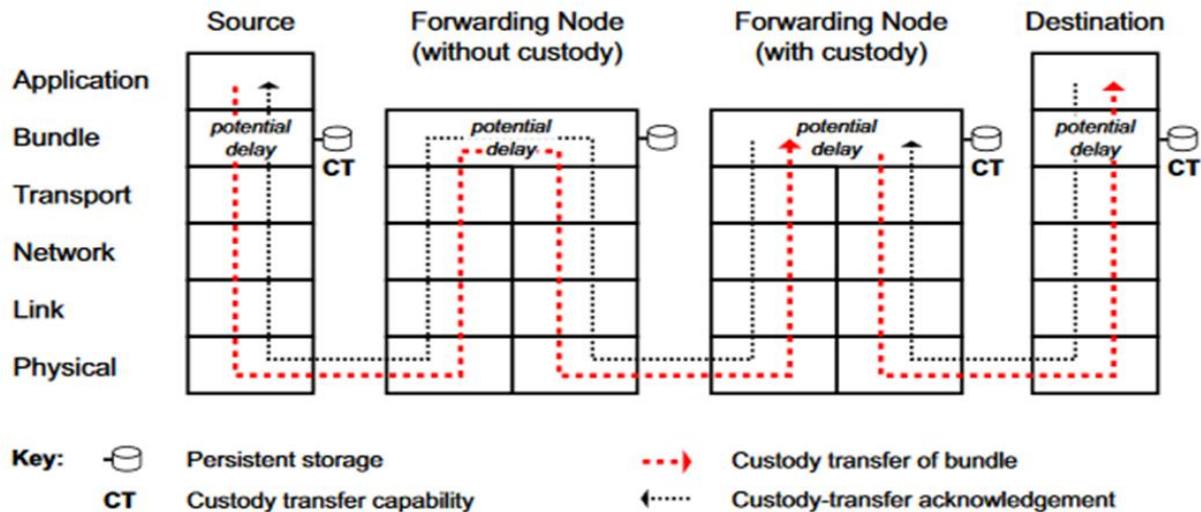 Source
Forwarding Node
(without custody)
Forwarding Node
(with custody)
Destination
Application
Bundle
potential
delay
CT
potential
delay
potential
delay
CT
potential
delay
CT
Transport
Network
Link
Physical
Key:
Persistent storage
Custody transfer of bundle
CT
Custody transfer capability
Custody-transfer acknowledgement